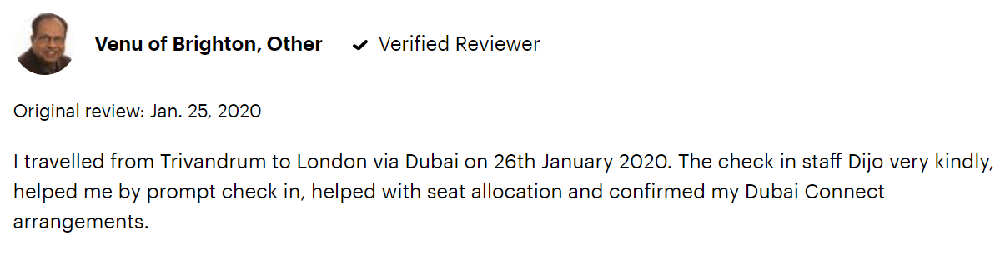 Venu of Brighton, Other ✓ Verified Reviewer
Original review: Jan. 25, 2020
I travelled from Trivandrum to London via Dubai on 26th January 2020. The check in staff Dijo very kindly,
helped me by prompt check in, helped with seat allocation and confirmed my Dubai Connect
arrangements.